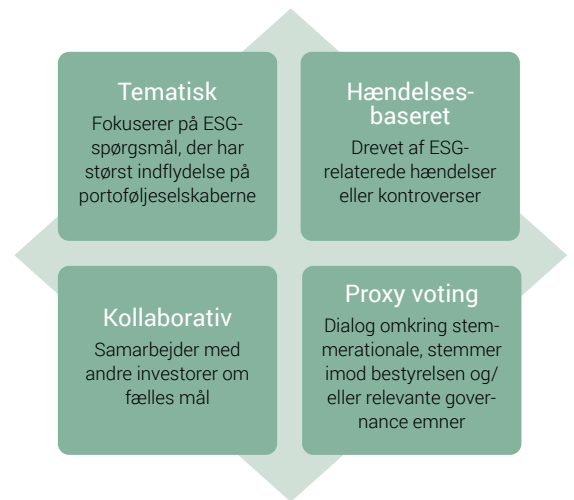 Tematisk
Fokuserer på ESG-
spørgsmål, der har
størst indflydelse på
portoføljeselskaberne
Hændelses-
baseret
Drevet af ESG-
relaterede hændelser
eller kontroverser
Kollaborativ
Samarbejder med
andre investorer om
fælles mål
Proxy voting
Dialog omkring stem-
merationale, stemmer
imod bestyrelsen og/
eller relevante gover-
nance emner